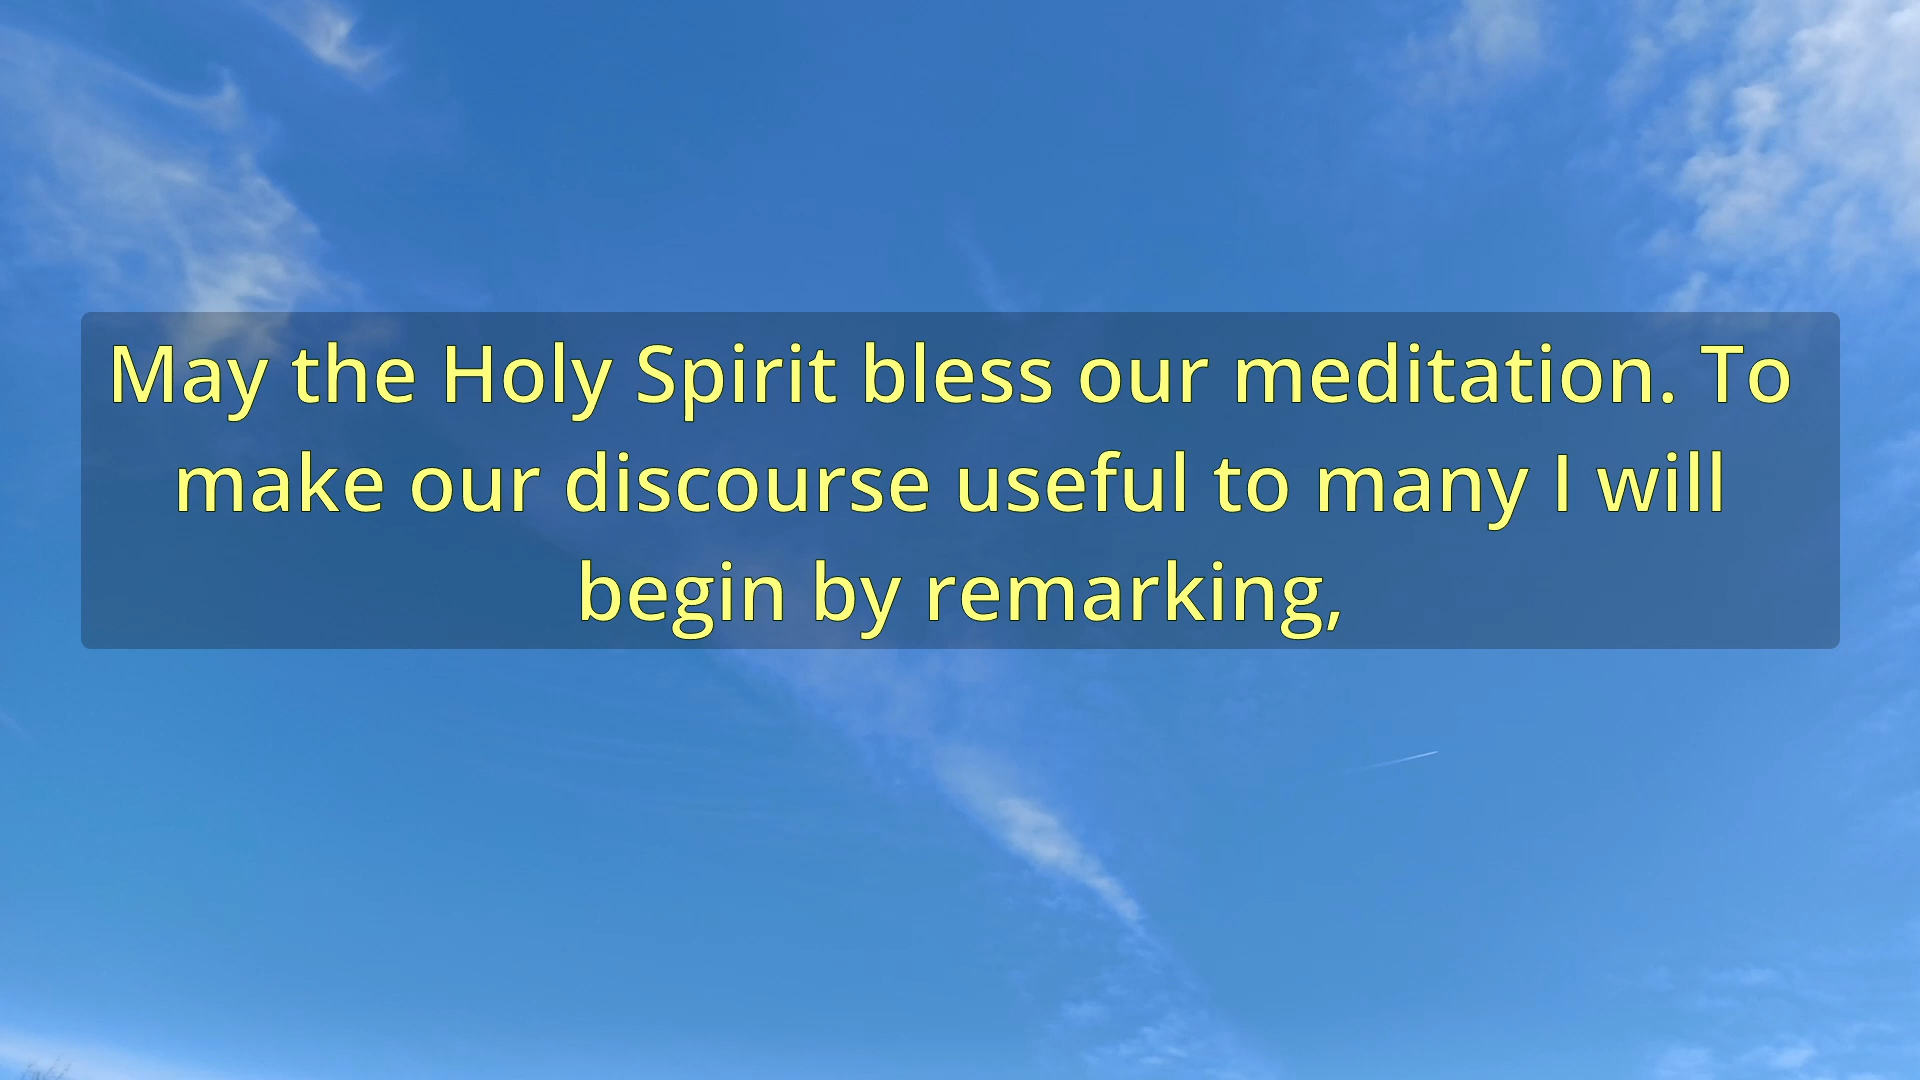 May the Holy Spirit bless our meditation. To
make our discourse useful to many I will
begin by remarking,